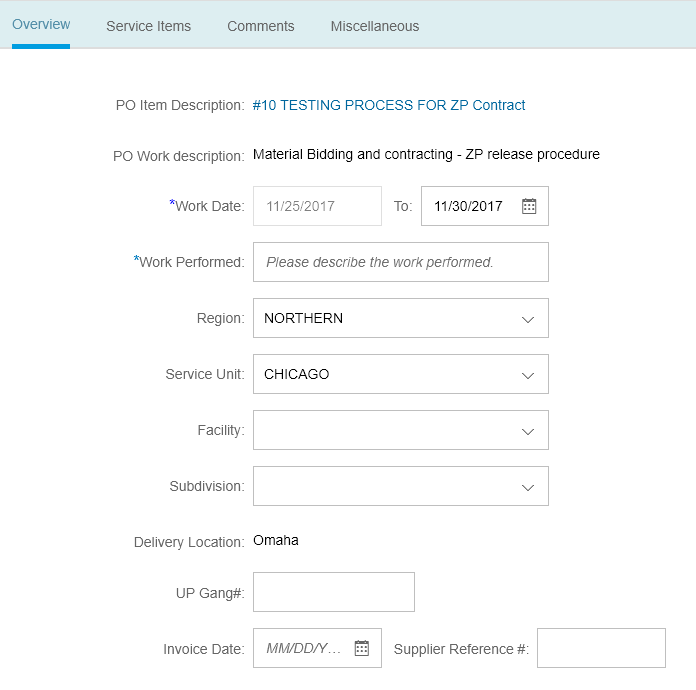 Overview Service Items Comments Miscellaneous
PO Item Description: #10 TESTING PROCESS FOR ZP Contract
PO Work description: Material Bidding and contracting - ZP release procedure
*Work Date: 11/25/2017 To: 11/30/2017
*Work Performed: Please describe the work performed.
Region: NORTHERN
Service Unit: CHICAGO
Facility:
Subdivision:
Delivery Location: Omaha
UP Gang#:
Invoice Date: MM/DD/Y... Supplier Reference #: